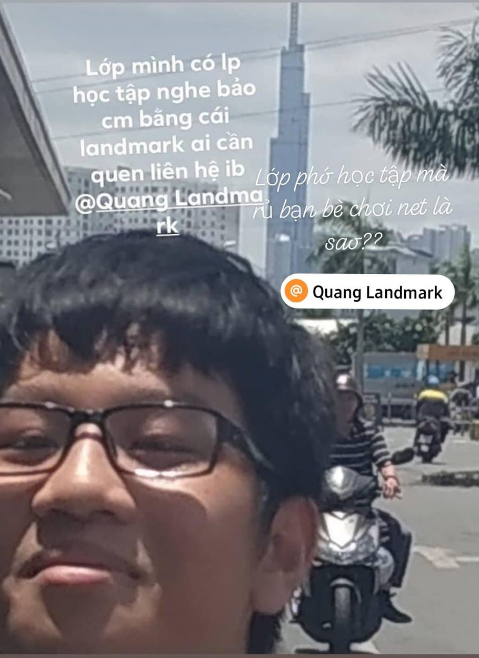 Lớp mình có lp
học tập nghe bảo
cm bằng cái
landmark ai cần
quen liên hệ ib
@Quang Landma
rk
Lớp phó học tập mà
rủ bạn bè chơi net là
sao??
@ Quang Landmark